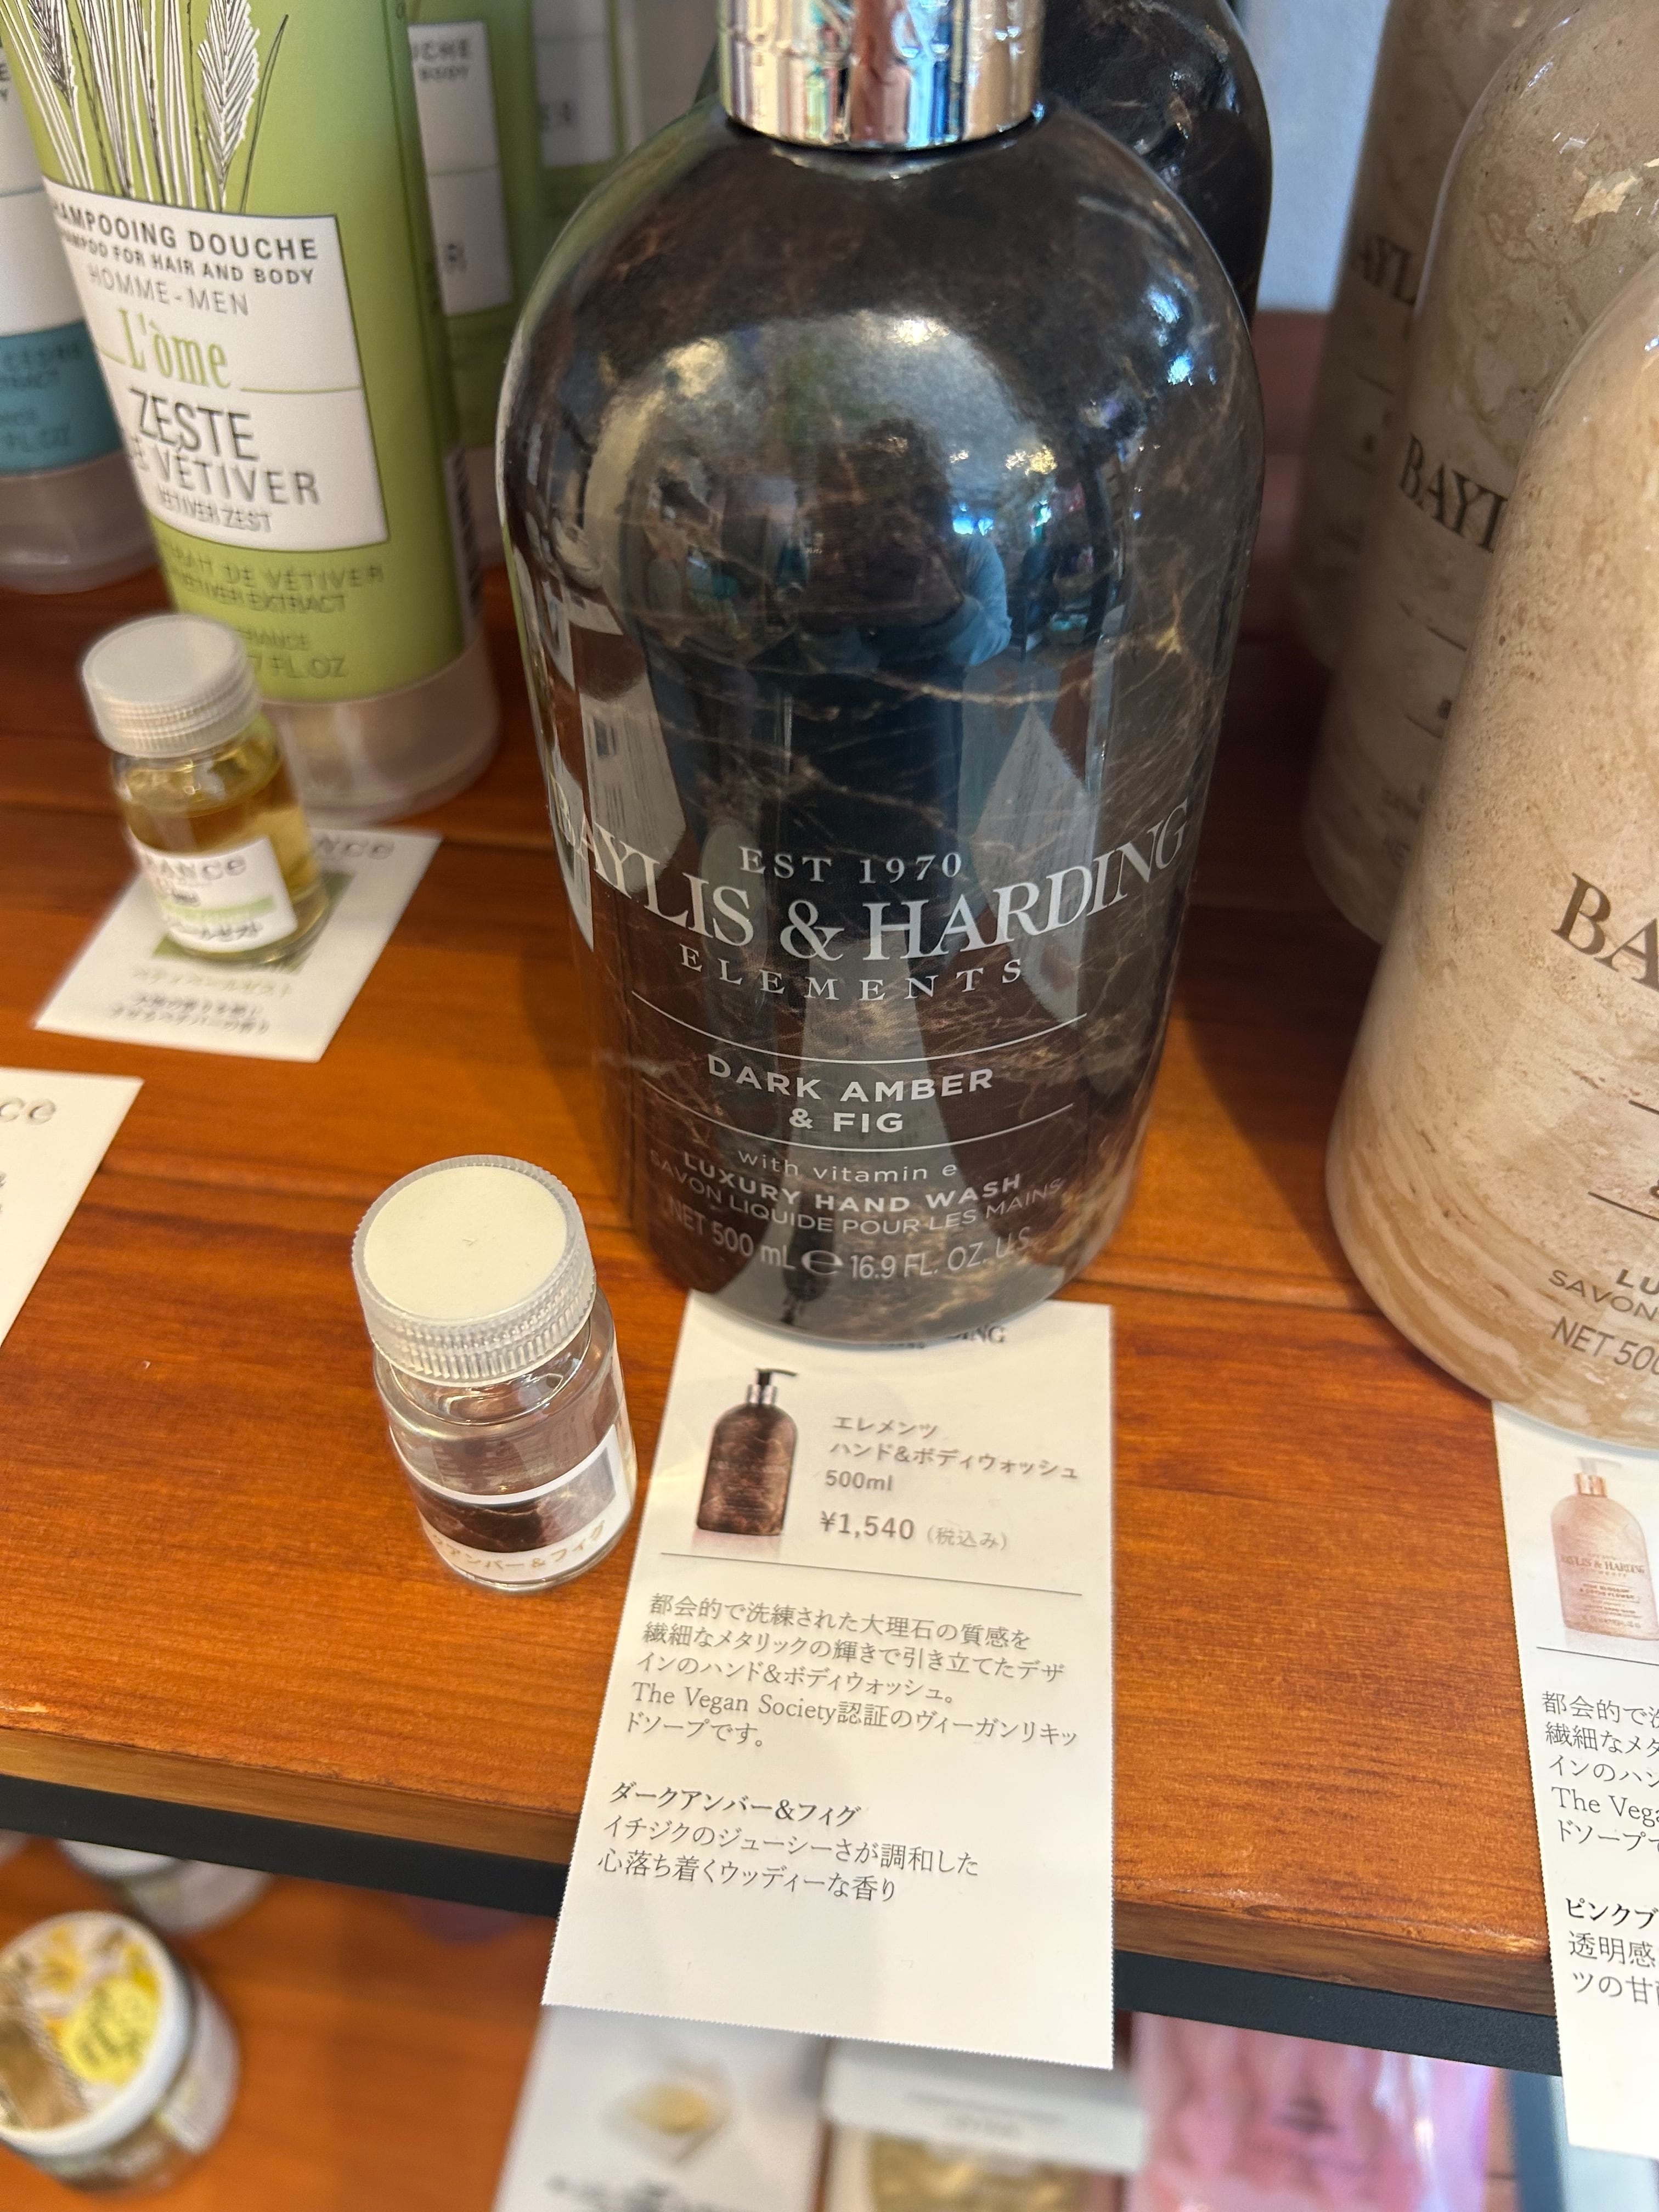 SHAMPOOING DOUCHE
SHAMPOO FOR HAIR AND BODY
HOMME-MEN
L'òme
ZESTE
DE VÉTIVER
VETIVER ZEST
DE VÉTIVER
VETIVER EXTRACT
FL.OZ
BODY
EST 1970
BAYLIS & HARDING
ELEMENTS
DARK AMBER
& FIG
with vitamin e
LUXURY HAND WASH
SAVON LIQUIDE POUR LES MAINS
NET 500 mL ℮ 16.9 FL. OZ. U.S.
アンバー&フィグ
エレメンツ
ハンド&ボディウォッシュ
500ml
¥1,540 (税込み)
都会的で洗練された大理石の質感を
繊細なメタリックの輝きで引き立てたデザ
インのハンド&ボディウォッシュ。
The Vegan Society認証のヴィーガンリキッ
ドソープです。
ダークアンバー&フィグ
イチジクのジューシーさが調和した
心落ち着くウッディーな香り
BAYL
BA
LU
SAVON
NET 500
都会的で洗
繊細なメタ
インのハン
The Vega
ドソープで
ピンクブ
透明感
ツの甘